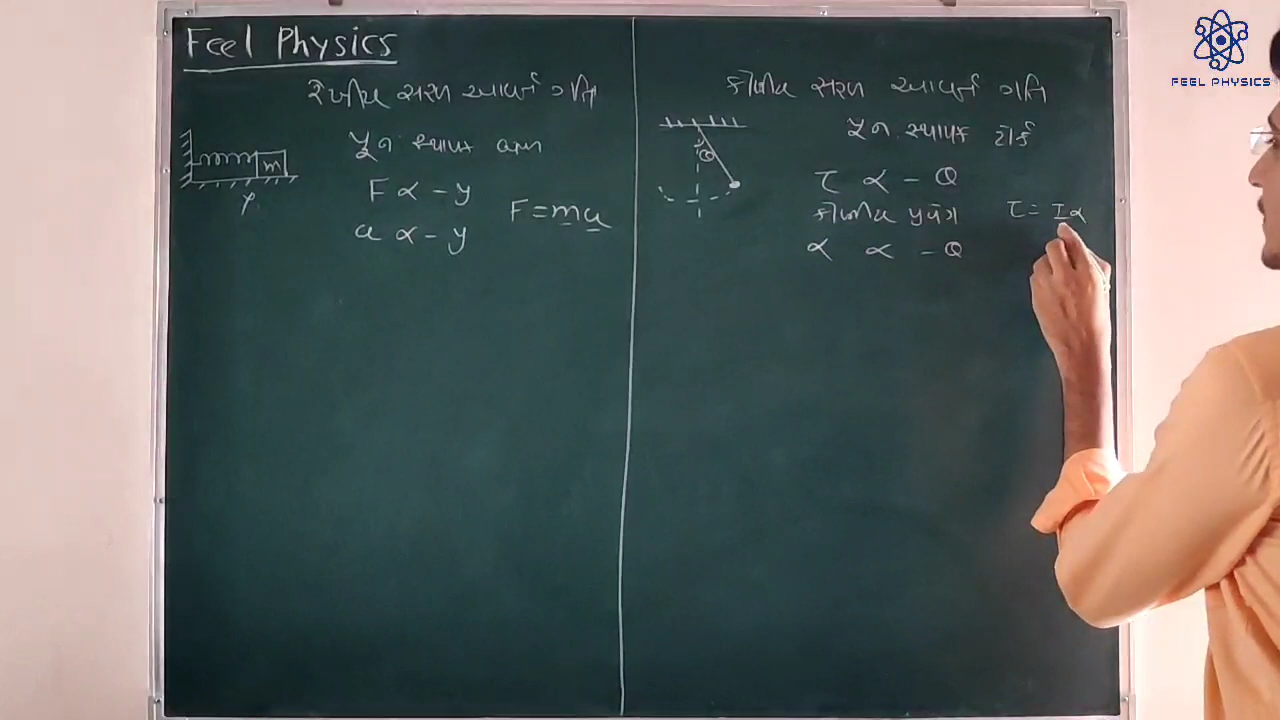 Feel Physics
રેખીય સરળ આવર્ત ગતિ
પુનઃ સ્થાપક બળ
m
F ∝ - y
F = ma
a ∝ - y
કોણીય સરળ આવર્ત ગતિ
પુનઃ સ્થાપક ટોર્ક
θ
τ ∝ - θ
કોણીય પ્રવેગ τ = Iα
α ∝ - θ
FEEL PHYSICS